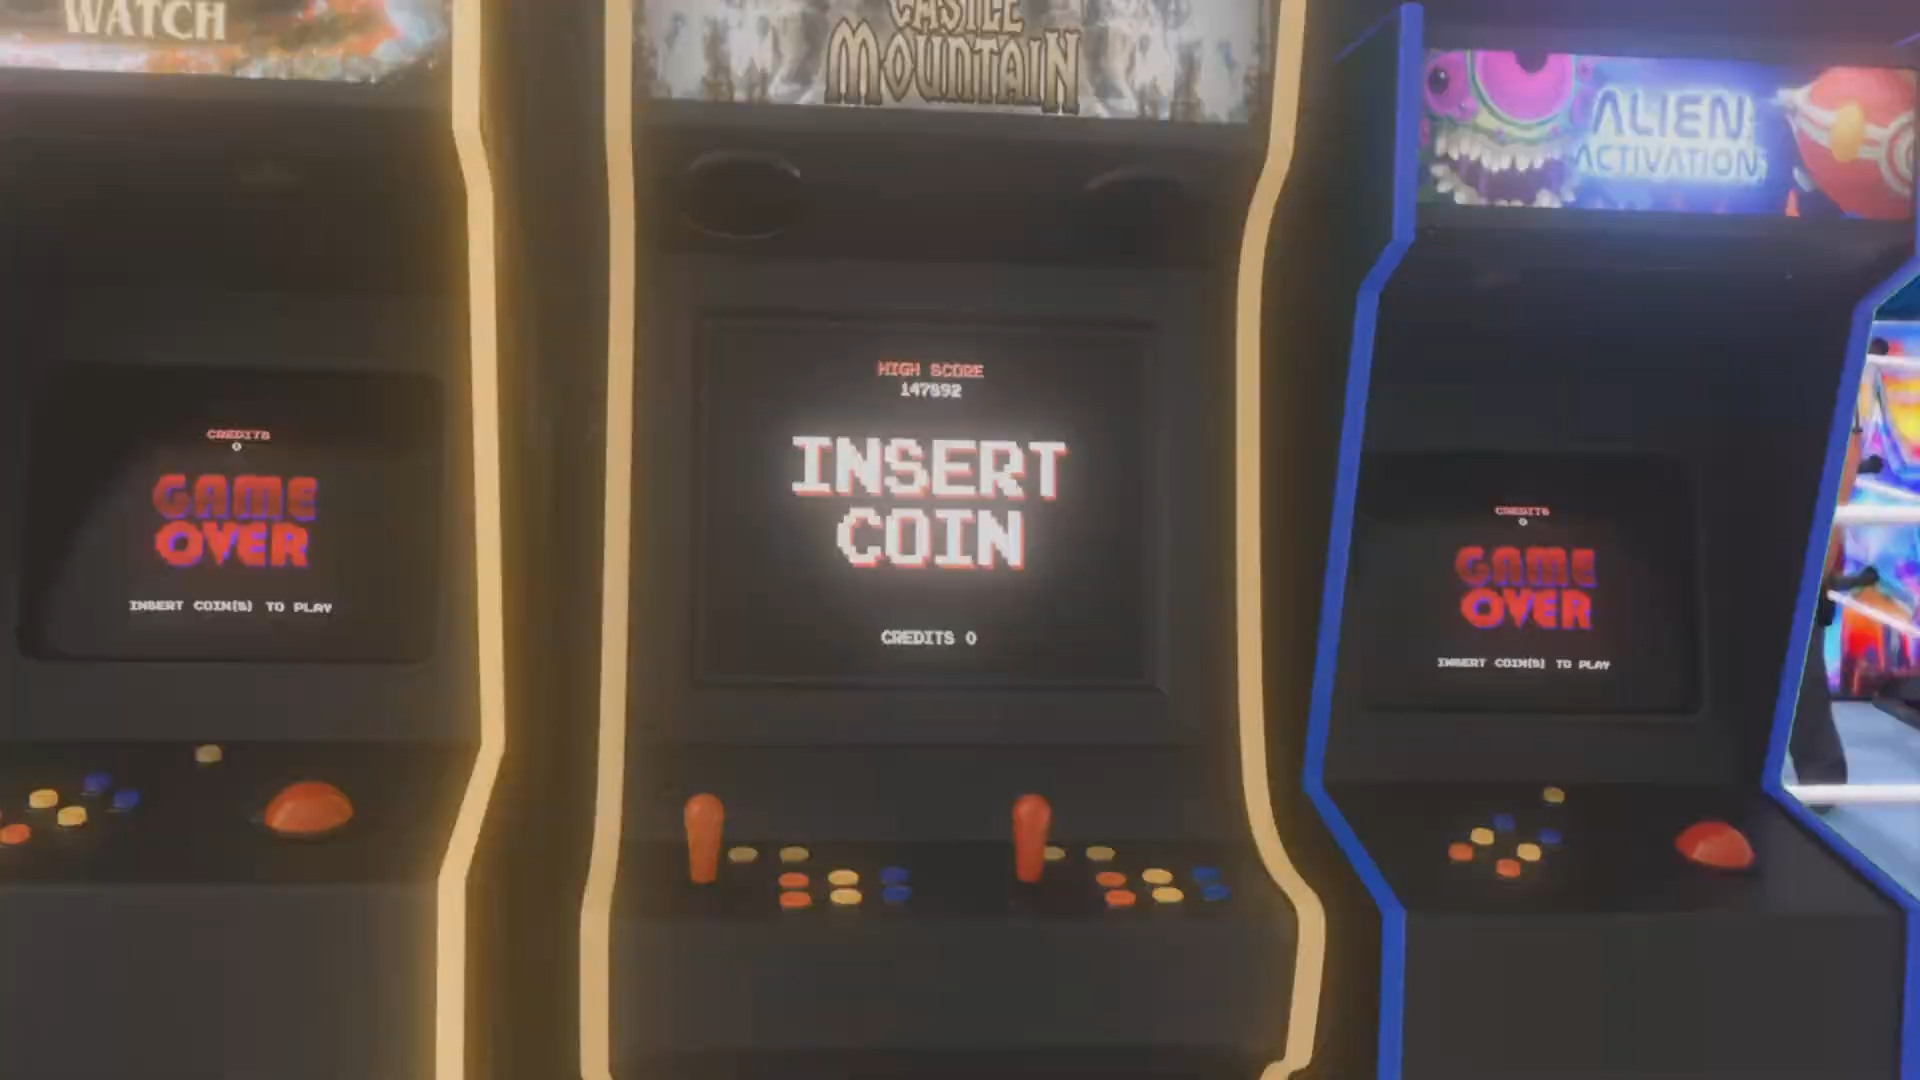 WATCH
CREDITS
0
GAME
OVER
INSERT COIN(S) TO PLAY
CASTLE
MOUNTAIN
HIGH SCORE
147892
INSERT
COIN
CREDITS 0
ALIEN
ACTIVATION
CREDITS
0
GAME
OVER
INSERT COIN(S) TO PLAY